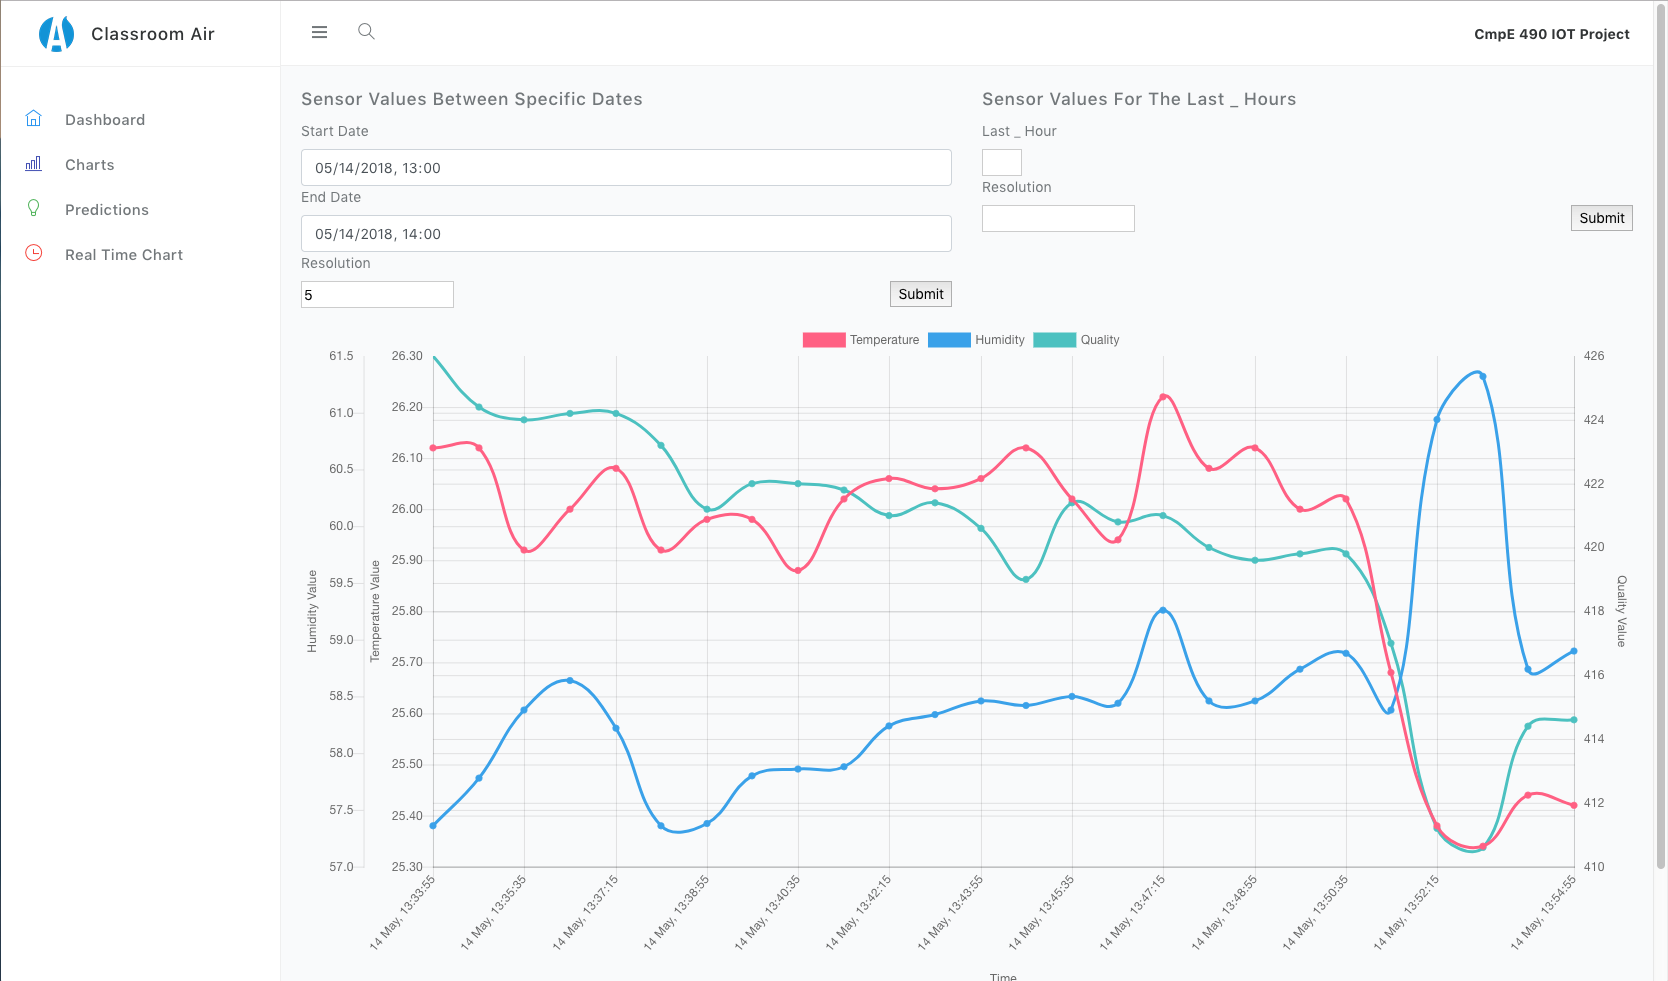 Classroom Air
CmpE 490 IOT Project
Dashboard
Charts
Predictions
Real Time Chart
Sensor Values Between Specific Dates
Start Date
05/14/2018, 13:00
End Date
05/14/2018, 14:00
Resolution
5
Submit
Sensor Values For The Last _ Hours
Last _ Hour
Resolution
Submit
Temperature Humidity Quality
Humidity Value
61.5
61.0
60.5
60.0
59.5
59.0
58.5
58.0
57.5
57.0
Temperature Value
26.30
26.20
26.10
26.00
25.90
25.80
25.70
25.60
25.50
25.40
25.30
426
424
422
420
418
416
414
412
410
Quality Value
14 May, 13:33:55
14 May, 13:35:35
14 May, 13:37:15
14 May, 13:38:55
14 May, 13:40:35
14 May, 13:42:15
14 May, 13:43:55
14 May, 13:45:35
14 May, 13:47:15
14 May, 13:48:55
14 May, 13:50:35
14 May, 13:52:15
14 May, 13:54:55
Time